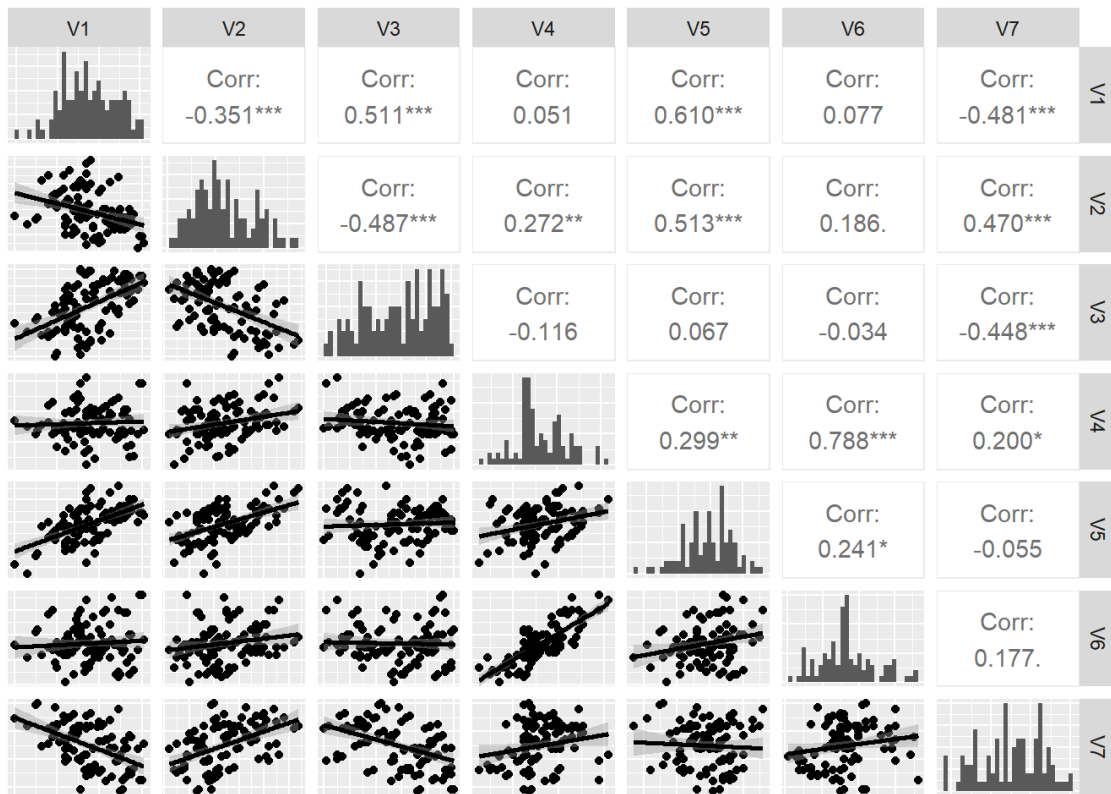 V1 V2 V3 V4 V5 V6 V7
Corr: Corr: Corr: Corr: Corr: Corr:
-0.351*** 0.511*** 0.051 0.610*** 0.077 -0.481***
V1
Corr: Corr: Corr: Corr: Corr:
-0.487*** 0.272** 0.513*** 0.186. 0.470***
V2
Corr: Corr: Corr: Corr:
-0.116 0.067 -0.034 -0.448***
V3
Corr: Corr: Corr:
0.299** 0.788*** 0.200*
V4
Corr: Corr:
0.241* -0.055
V5
Corr:
0.177.
V6
V7